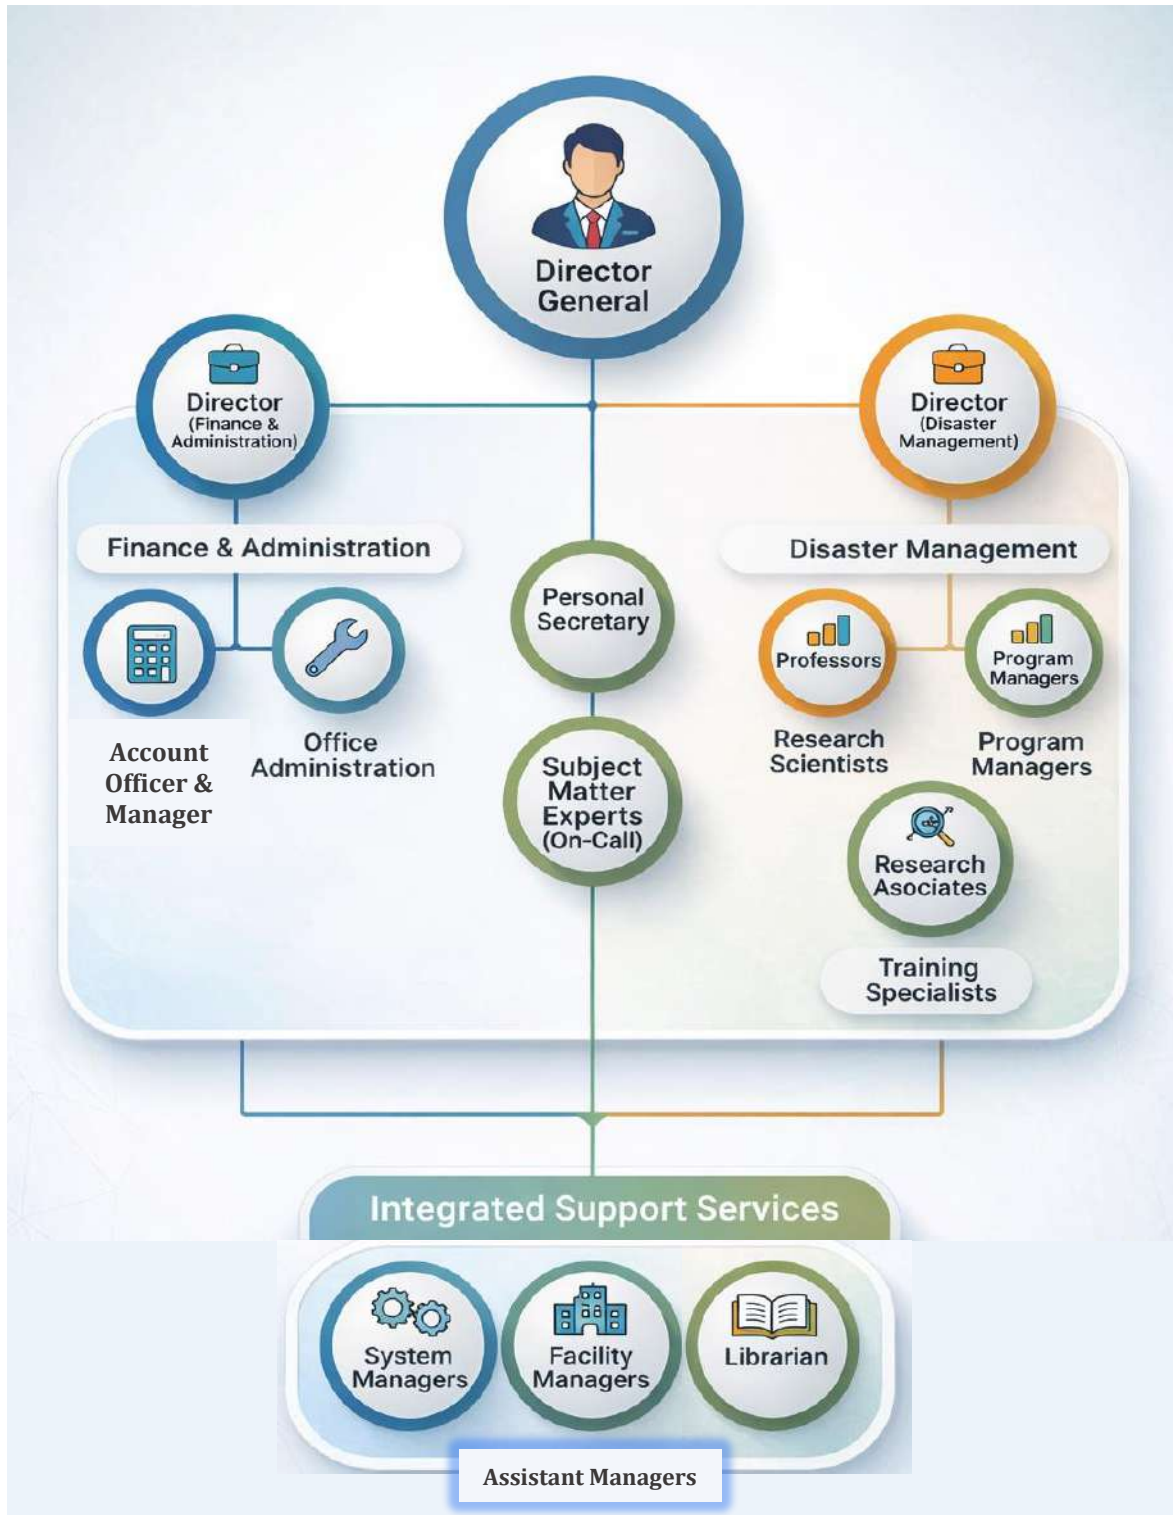 Director
General
Director
(Finance &
Administration)
Director
(Disaster
Management)
Finance & Administration
Disaster Management
Personal
Secretary
Professors
Program
Managers
Account
Officer &
Manager
Office
Administration
Research
Scientists
Program
Managers
Subject
Matter
Experts
(On-Call)
Research
Asociates
Training
Specialists
Integrated Support Services
System
Managers
Facility
Managers
Librarian
Assistant Managers